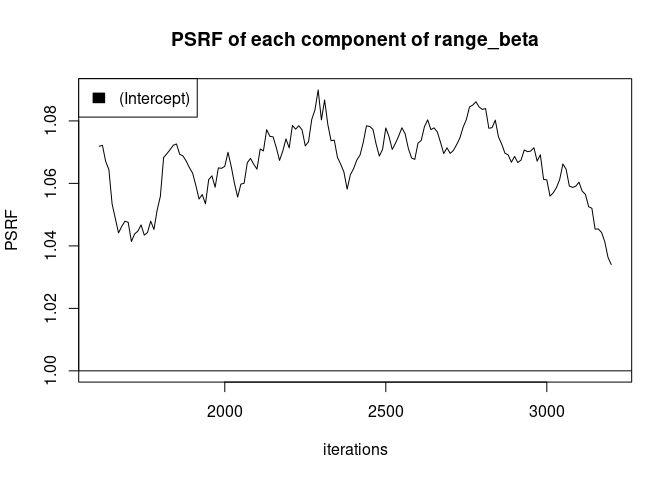 PSRF of each component of range_beta
(Intercept)
PSRF
1.08
1.06
1.04
1.02
1.00
2000 2500 3000
iterations